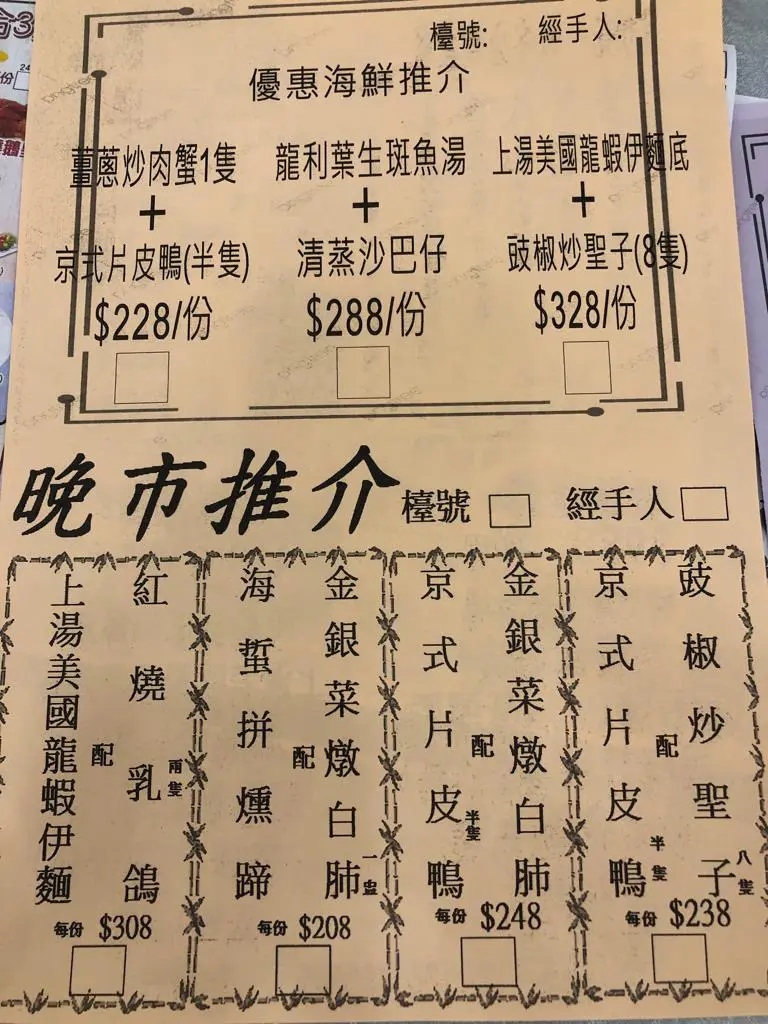 檯號: 經手人:
優惠海鮮推介
薑蔥炒肉蟹1隻
+
京式片皮鴨(半隻)
$228/份
龍利葉生斑魚湯
+
清蒸沙巴仔
$288/份
上湯美國龍蝦伊麵底
+
豉椒炒聖子(8隻)
$328/份
晚市推介
檯號 經手人
豉椒炒聖子八隻
配
京式片皮鴨半隻
每份 $238
金銀菜燉白肺
配
京式片皮鴨半隻
每份 $248
金銀菜燉白肺一盅
配
海蜇拼燻蹄
每份 $208
紅燒乳鴿兩隻
配
上湯美國龍蝦伊麵
每份 $308